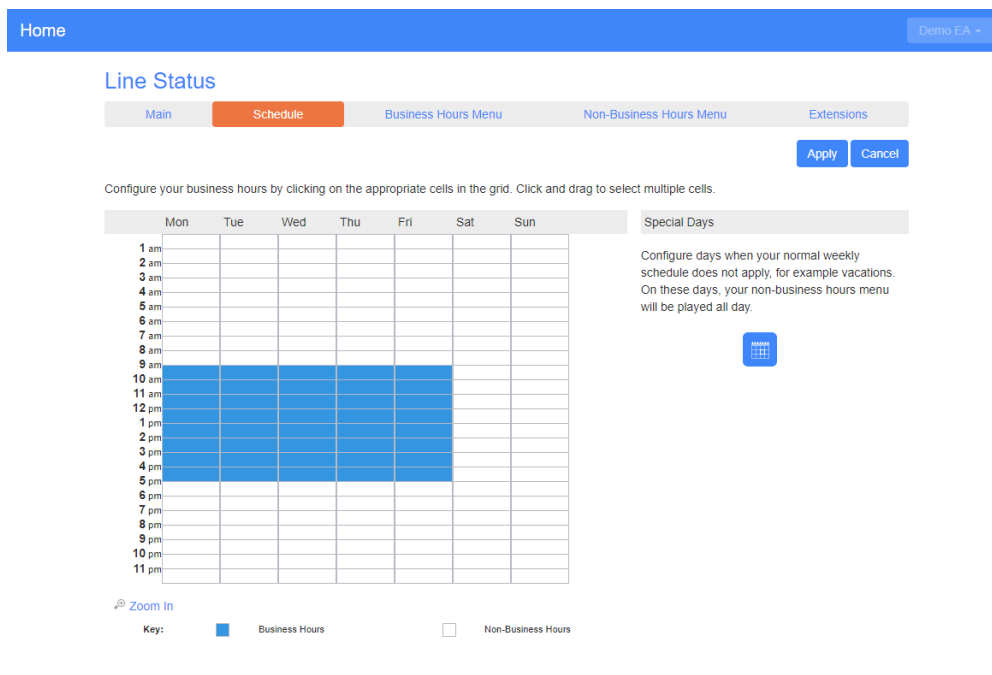 Home
Demo EA
Line Status
Main Schedule Business Hours Menu Non-Business Hours Menu Extensions
Apply Cancel
Configure your business hours by clicking on the appropriate cells in the grid. Click and drag to select multiple cells.
Mon Tue Wed Thu Fri Sat Sun
1 am
2 am
3 am
4 am
5 am
6 am
7 am
8 am
9 am
10 am
11 am
12 pm
1 pm
2 pm
3 pm
4 pm
5 pm
6 pm
7 pm
8 pm
9 pm
10 pm
11 pm
Special Days
Configure days when your normal weekly
schedule does not apply, for example vacations.
On these days, your non-business hours menu
will be played all day.
Zoom In
Key: Business Hours Non-Business Hours